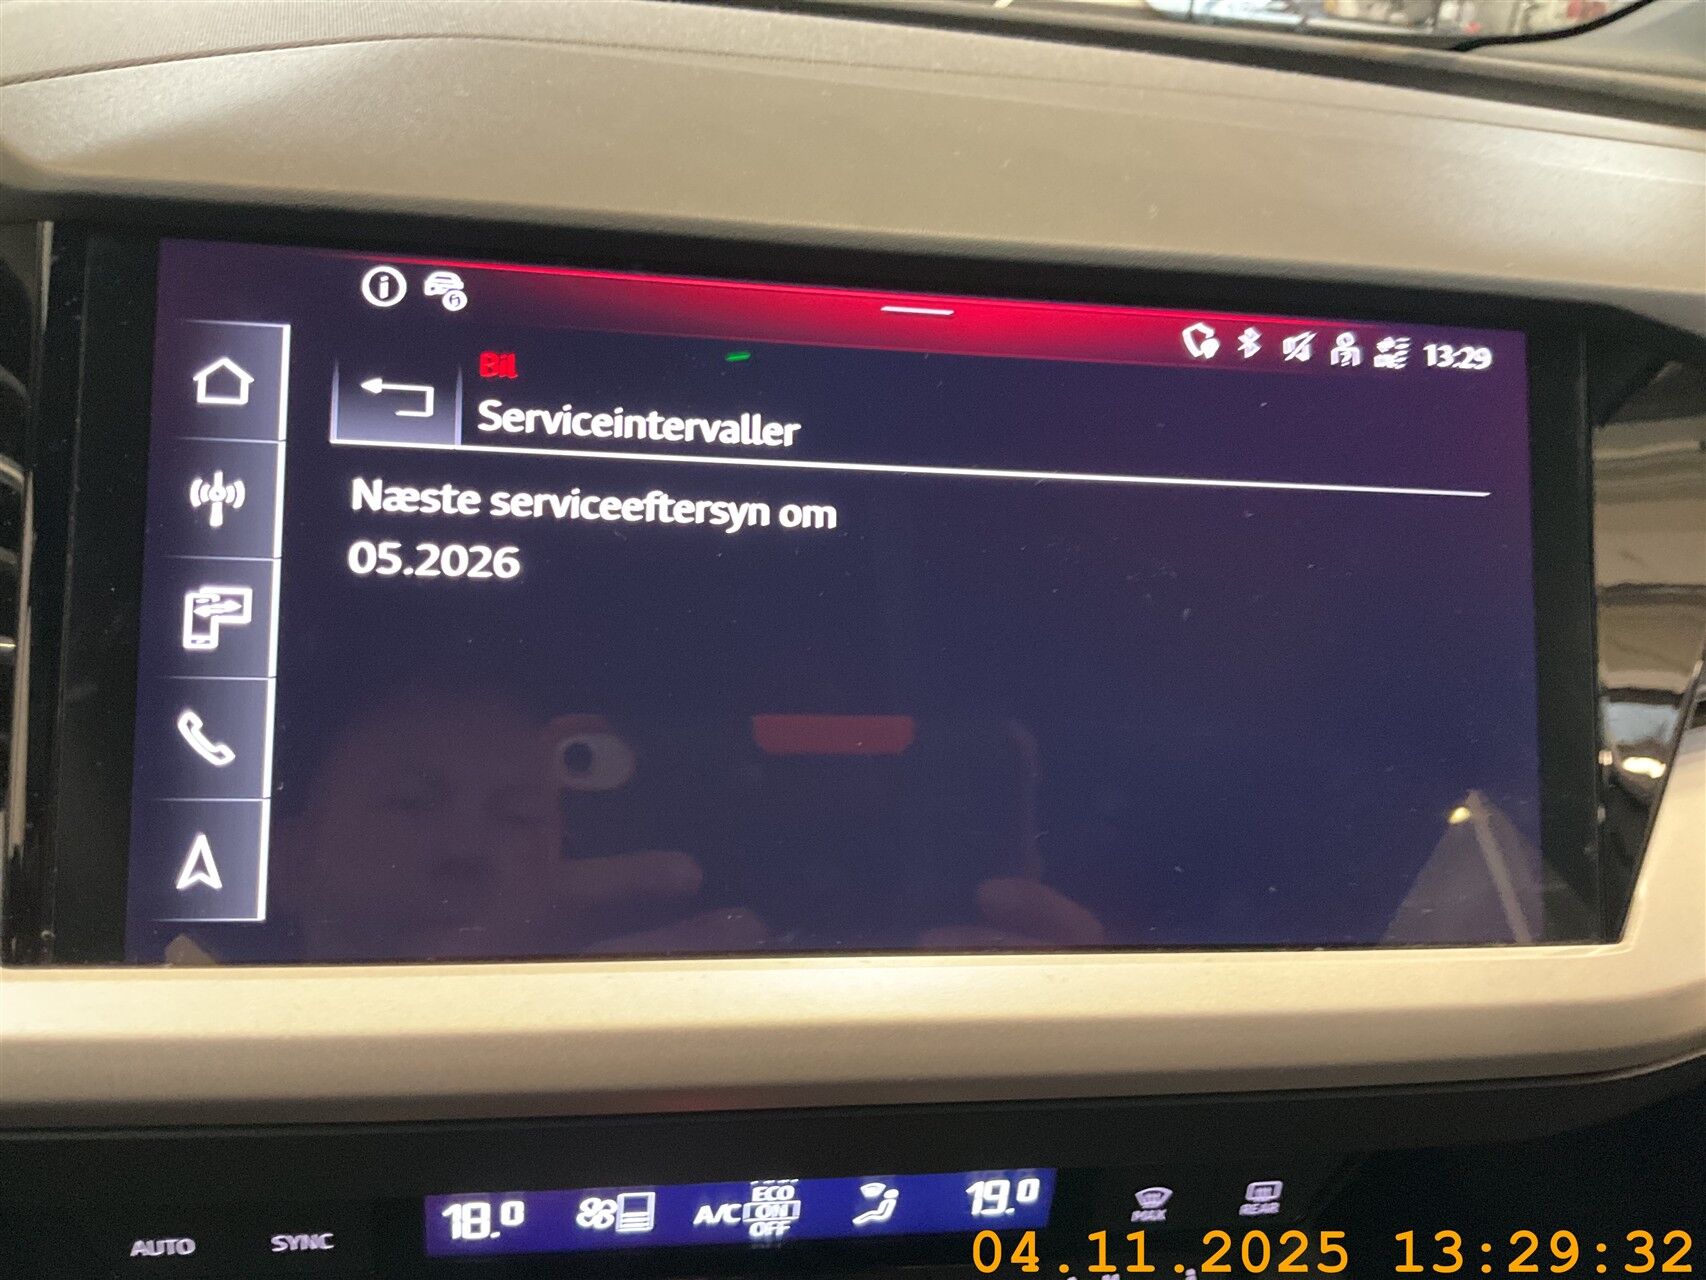 13:29
Bil
Serviceintervaller
Næste serviceeftersyn om
05.2026
AUTO
SYNC
18.0
A/C
ECO
ON
OFF
19.0
MAX
REAR
04.11.2025 13:29:32